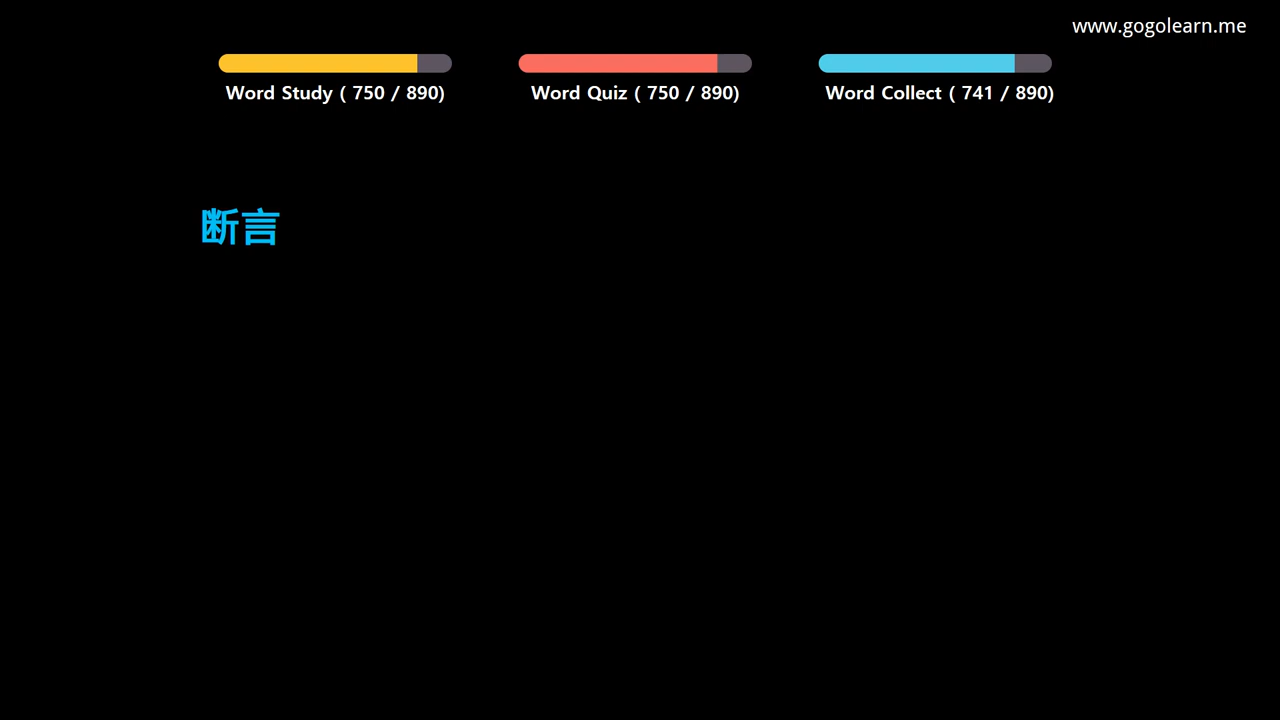 www.gogolearn.me
Word Study ( 750 / 890)
Word Quiz ( 750 / 890)
Word Collect ( 741 / 890)
断言